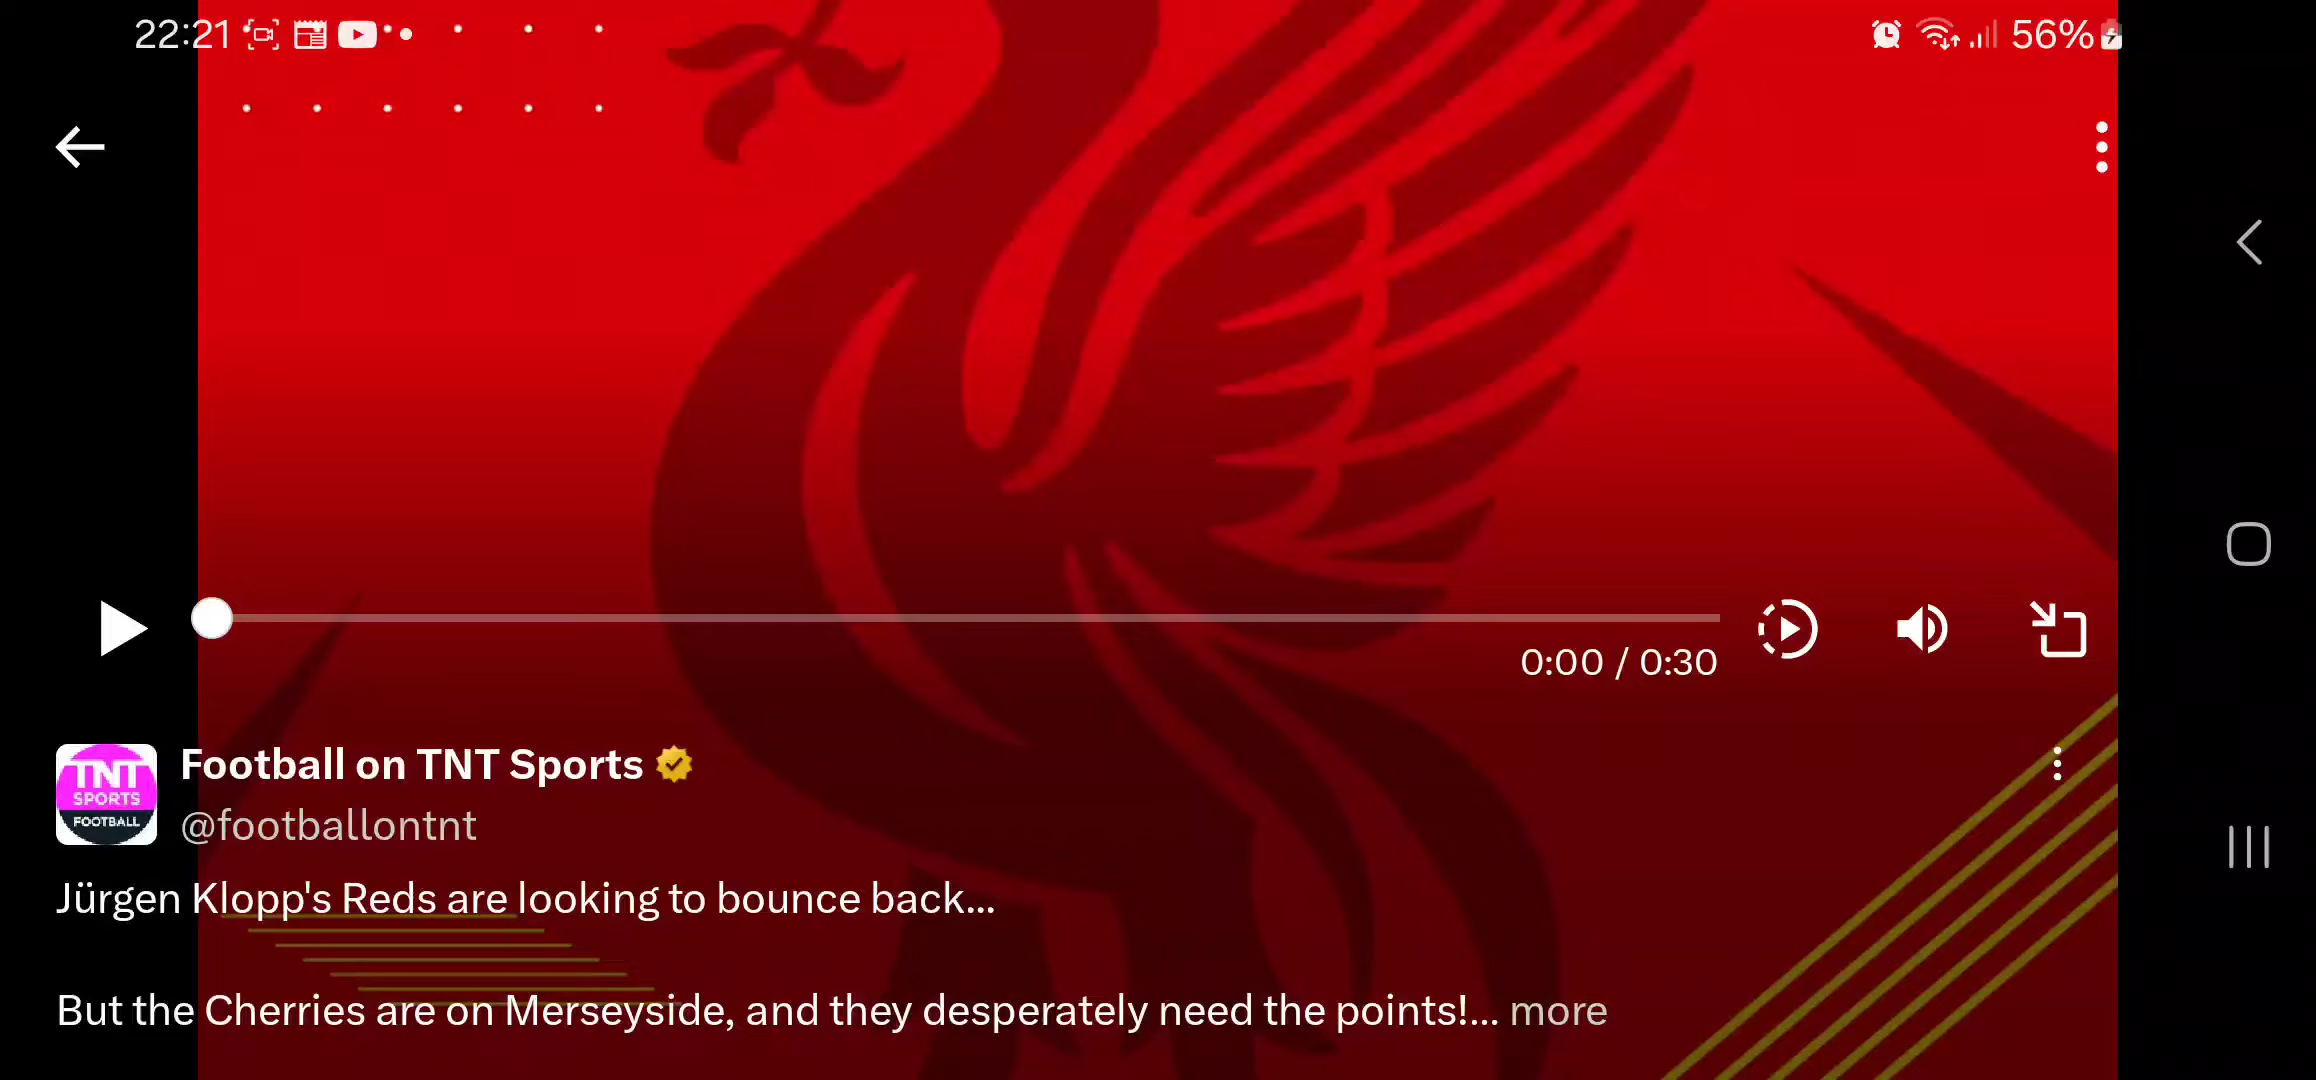 22:21
56%
0:00 / 0:30
TNT
SPORTS
FOOTBALL
Football on TNT Sports
@footballontnt
Jürgen Klopp's Reds are looking to bounce back...
But the Cherries are on Merseyside, and they desperately need the points!... more